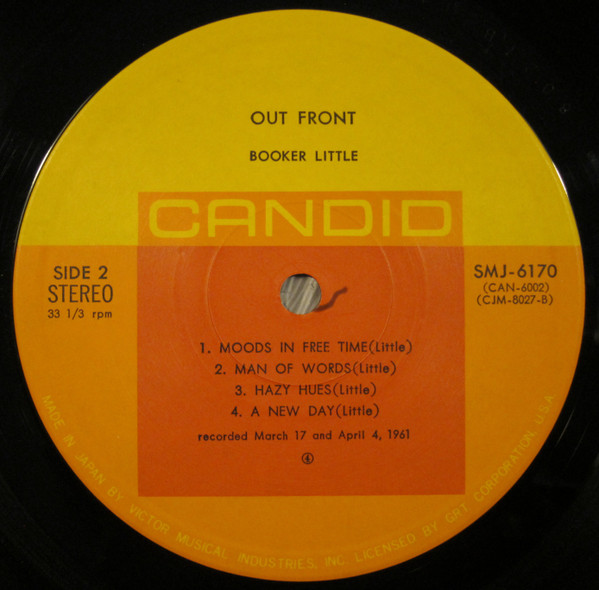 OUT FRONT
BOOKER LITTLE
CANDID
SIDE 2
STEREO
33 1/3 rpm
SMJ-6170
(CAN-6002)
(CJM-8027-B)
1. MOODS IN FREE TIME(Little)
2. MAN OF WORDS(Little)
3. HAZY HUES(Little)
4. A NEW DAY(Little)
recorded March 17 and April 4, 1961
④
MADE IN JAPAN BY VICTOR MUSICAL INDUSTRIES, INC. LICENSED BY GRT CORPORATION, U.S.A